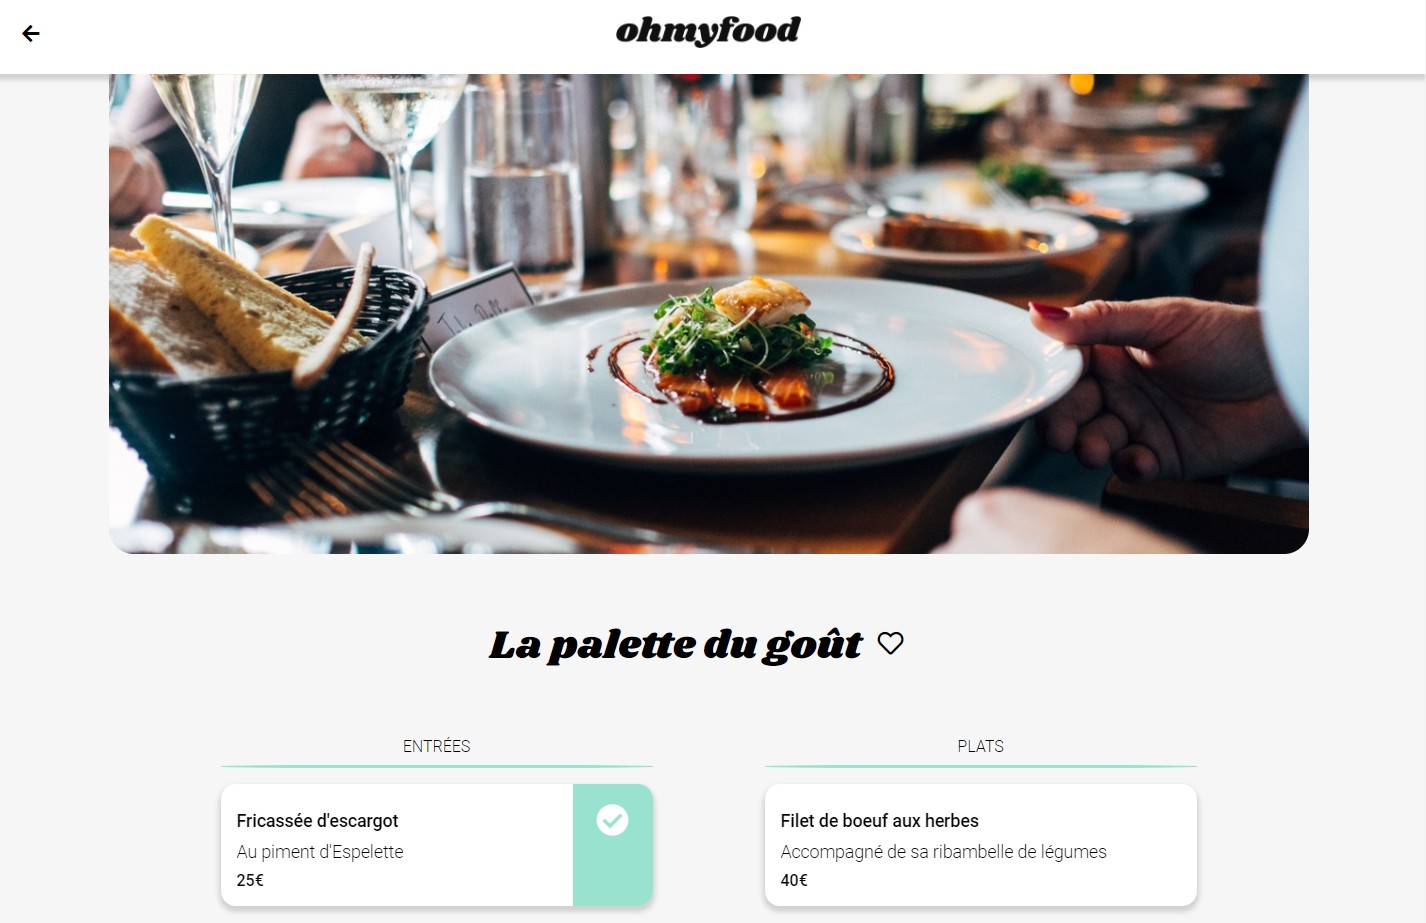 ohmyfood
La palette du goût
ENTRÉES
Fricassée d'escargot
Au piment d'Espelette
25€
PLATS
Filet de boeuf aux herbes
Accompagné de sa ribambelle de légumes
40€